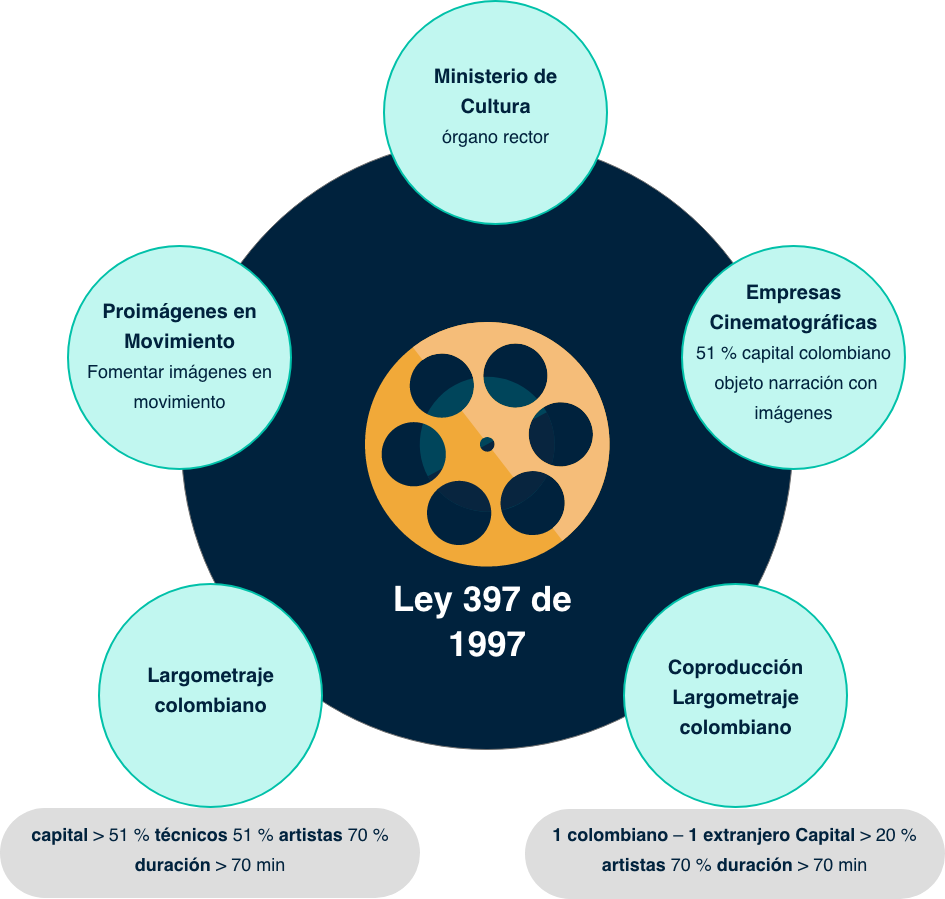 Ministerio de
Cultura
órgano rector
Proimágenes en
Movimiento
Fomentar imágenes en
movimiento
Empresas
Cinematográficas
51 % capital colombiano
objeto narración con
imágenes
Ley 397 de
1997
Largometraje
colombiano
Coproducción
Largometraje
colombiano
capital > 51 % técnicos 51 % artistas 70 %
duración > 70 min
1 colombiano – 1 extranjero Capital > 20 %
artistas 70 % duración > 70 min